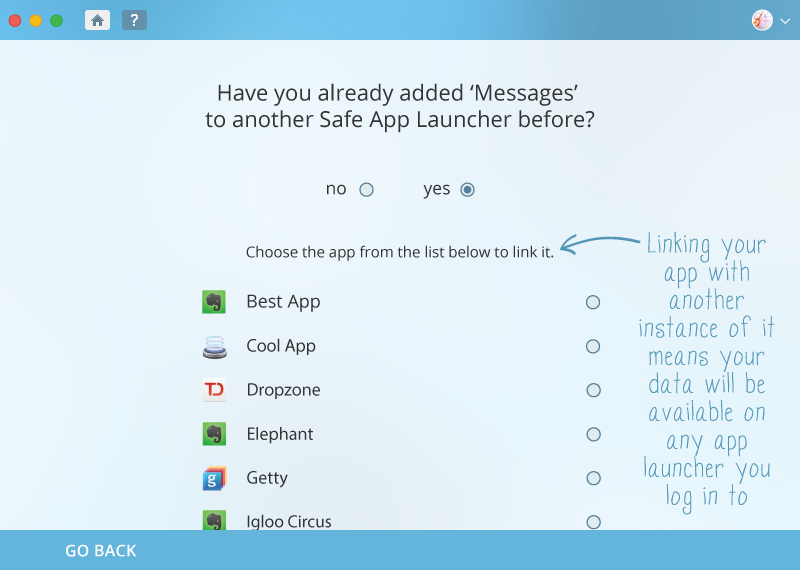 ?
Have you already added ‘Messages’
to another Safe App Launcher before?
no
yes
Choose the app from the list below to link it.
Linking your
app with
another
instance of it
means your
data will be
available on
any app
launcher you
log in to
Best App
Cool App
TD
Dropzone
Elephant
g
Getty
Igloo Circus
GO BACK